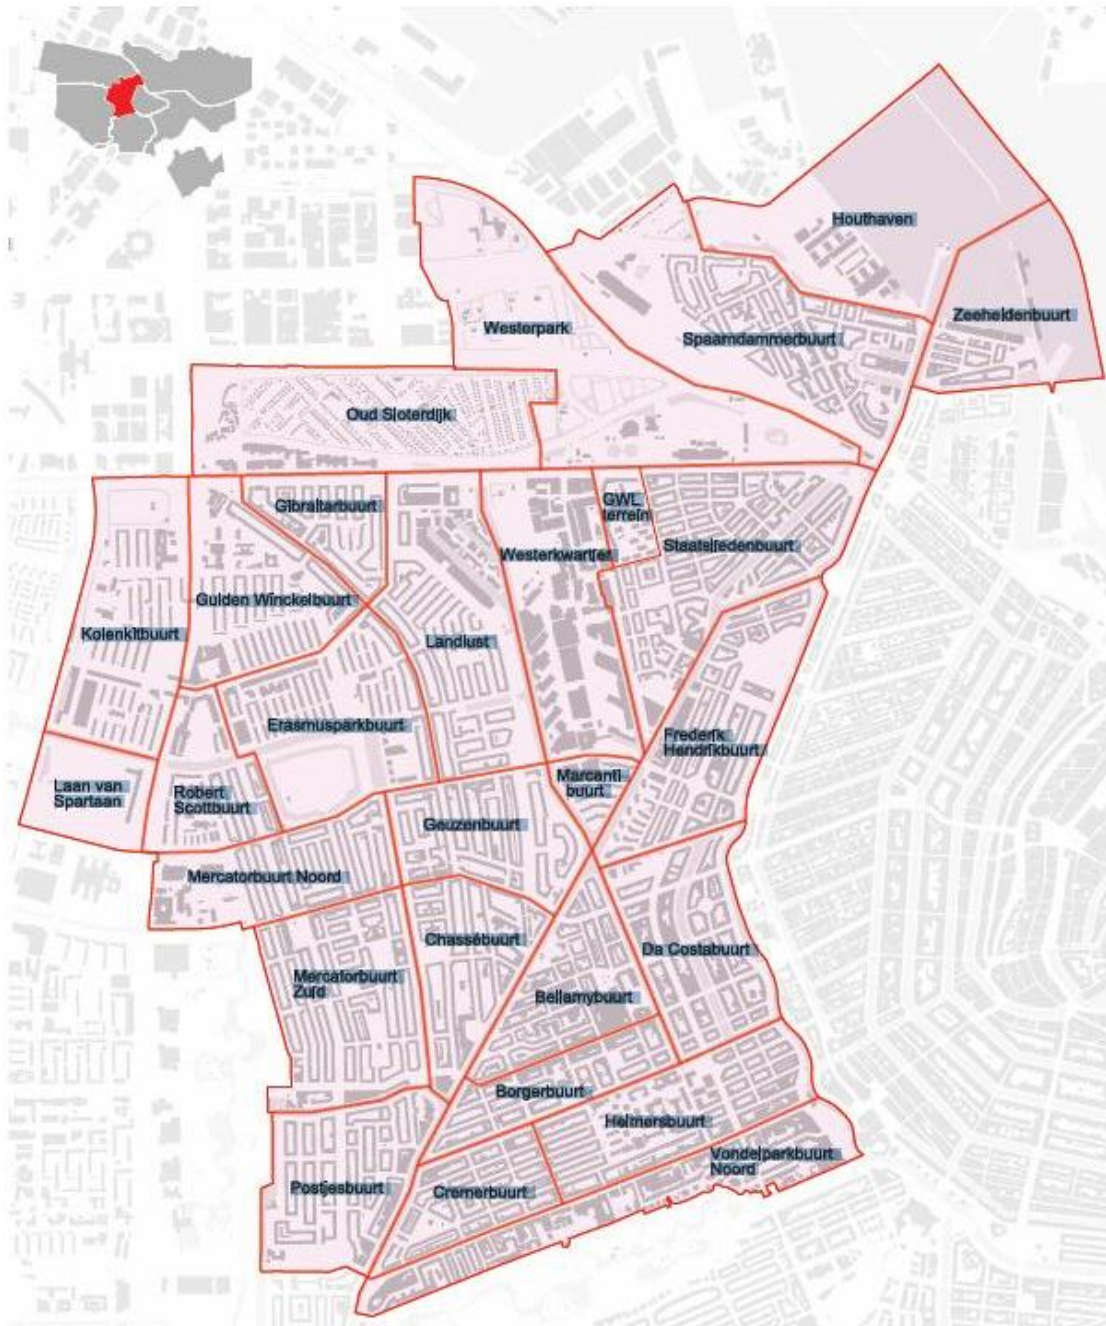 Houthaven
Zeeheldenbuurt
Westerpark
Spaarndammerbuurt
Oud Sloterdijk
Gibraltarbuurt
GWL
terrein
Staatsliedenbuurt
Westerkwartier
Gulden Winckelbuurt
Kolenkitbuurt
Landlust
Erasmusparkbuurt
Frederik
Hendrikbuurt
Laan van
Spartaan
Robert
Scottbuurt
Marcanti
buurt
Geuzenbuurt
Mercatorbuurt Noord
Chassébuurt
Da Costabuurt
Mercatorbuurt
Zuid
Bellamybuurt
Borgerbuurt
Helmersbuurt
Vondelparkbuurt
Noord
Postjesbuurt
Cremerbuurt